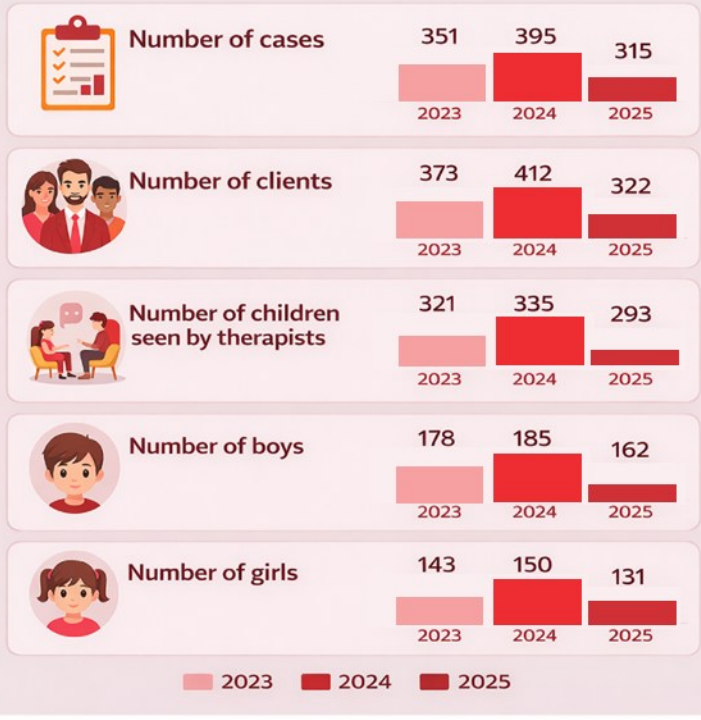 Number of cases
351 395 315
2023 2024 2025
Number of clients
373 412 322
2023 2024 2025
Number of children
seen by therapists
321 335 293
2023 2024 2025
Number of boys
178 185 162
2023 2024 2025
Number of girls
143 150 131
2023 2024 2025
2023 2024 2025